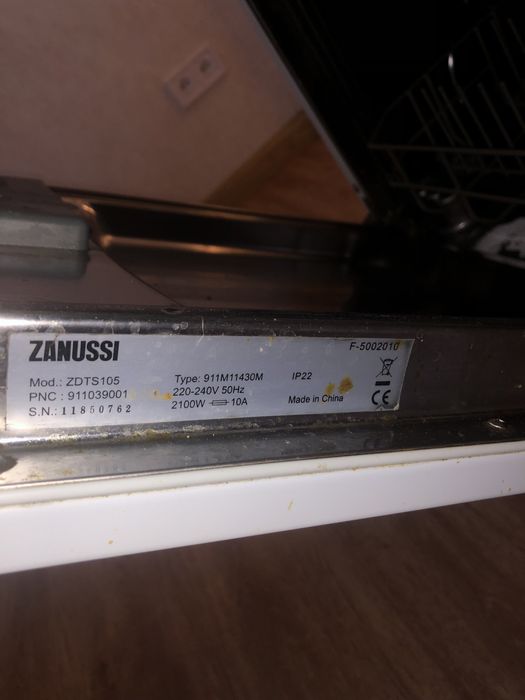 ZANUSSI
F-5002010
Mod.: ZDTS105
Type: 911M11430M
IP22
PNC : 911039001
220-240V 50Hz
S.N.: 11850762
2100W 10A
Made in China
CE